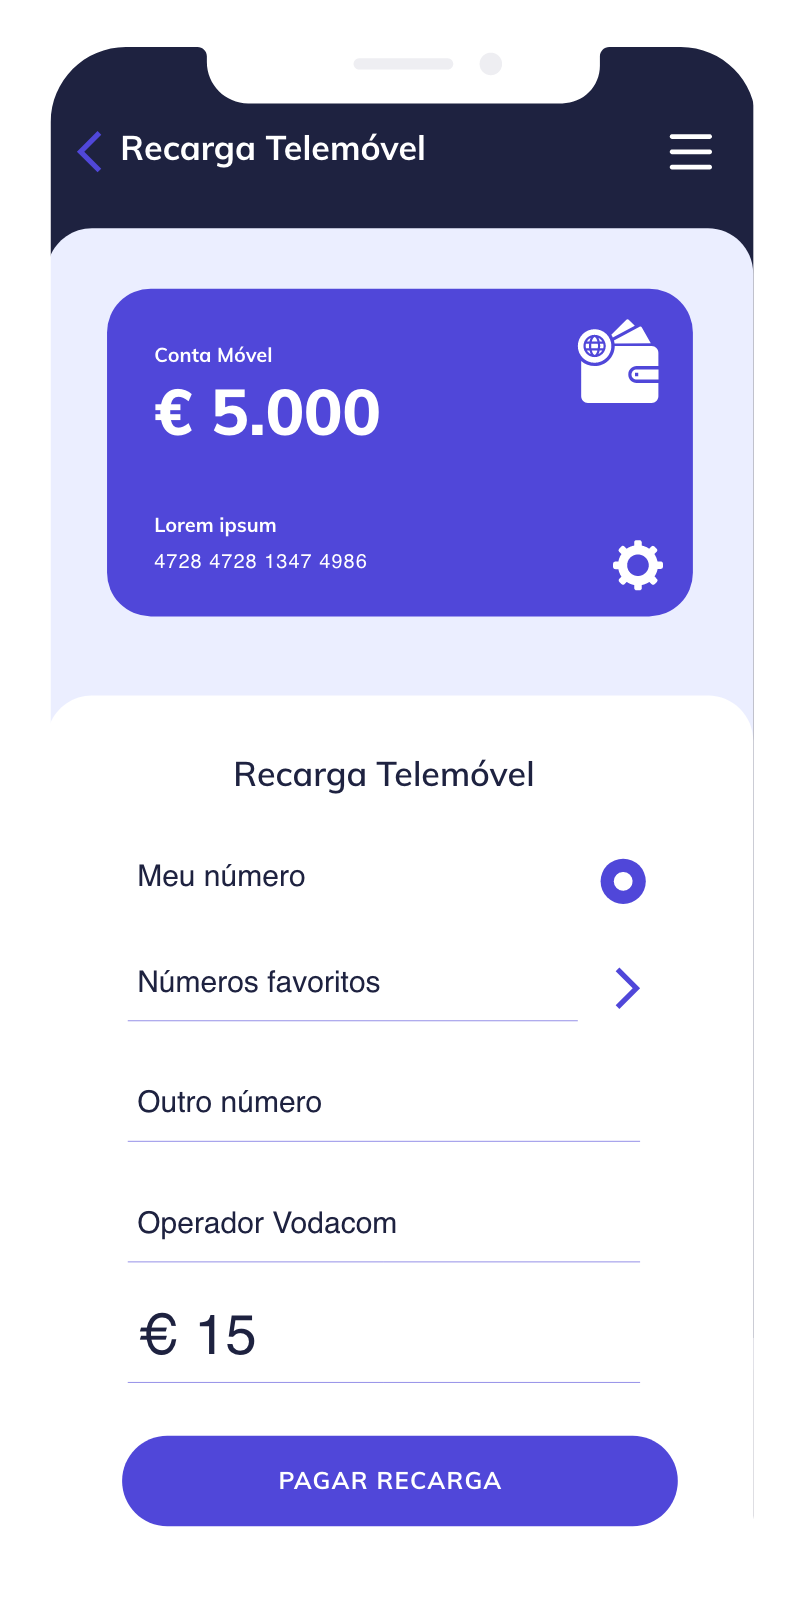 Recarga Telemóvel
Conta Móvel
€ 5.000
Lorem ipsum
4728 4728 1347 4986
Recarga Telemóvel
Meu número
Números favoritos
Outro número
Operador Vodacom
€ 15
PAGAR RECARGA